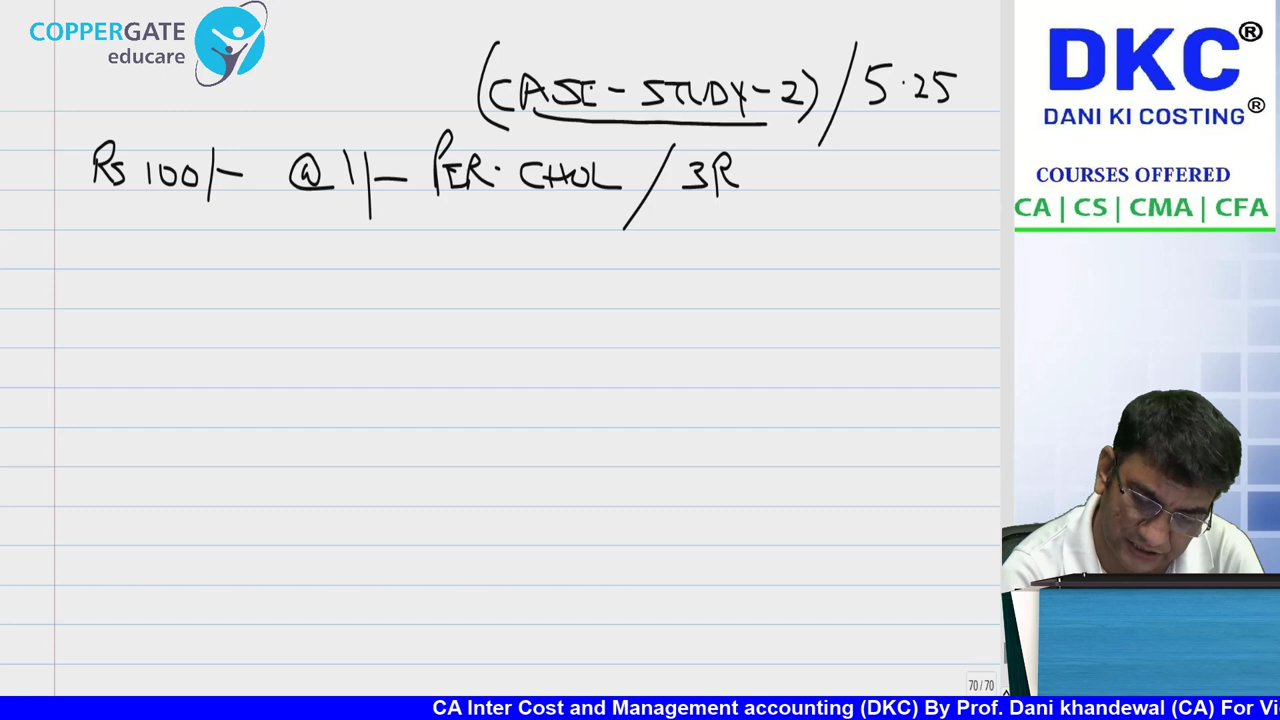 COPPERGATE
educare
(CASE-STUDY-2) / 5.25
Rs 100/- @ 1/- PER. CHOL / 3R
DKC®
DANI KI COSTING®
COURSES OFFERED
CA | CS | CMA | CFA
70 / 70
CA Inter Cost and Management accounting (DKC) By Prof. Dani khandewal (CA) For Vi